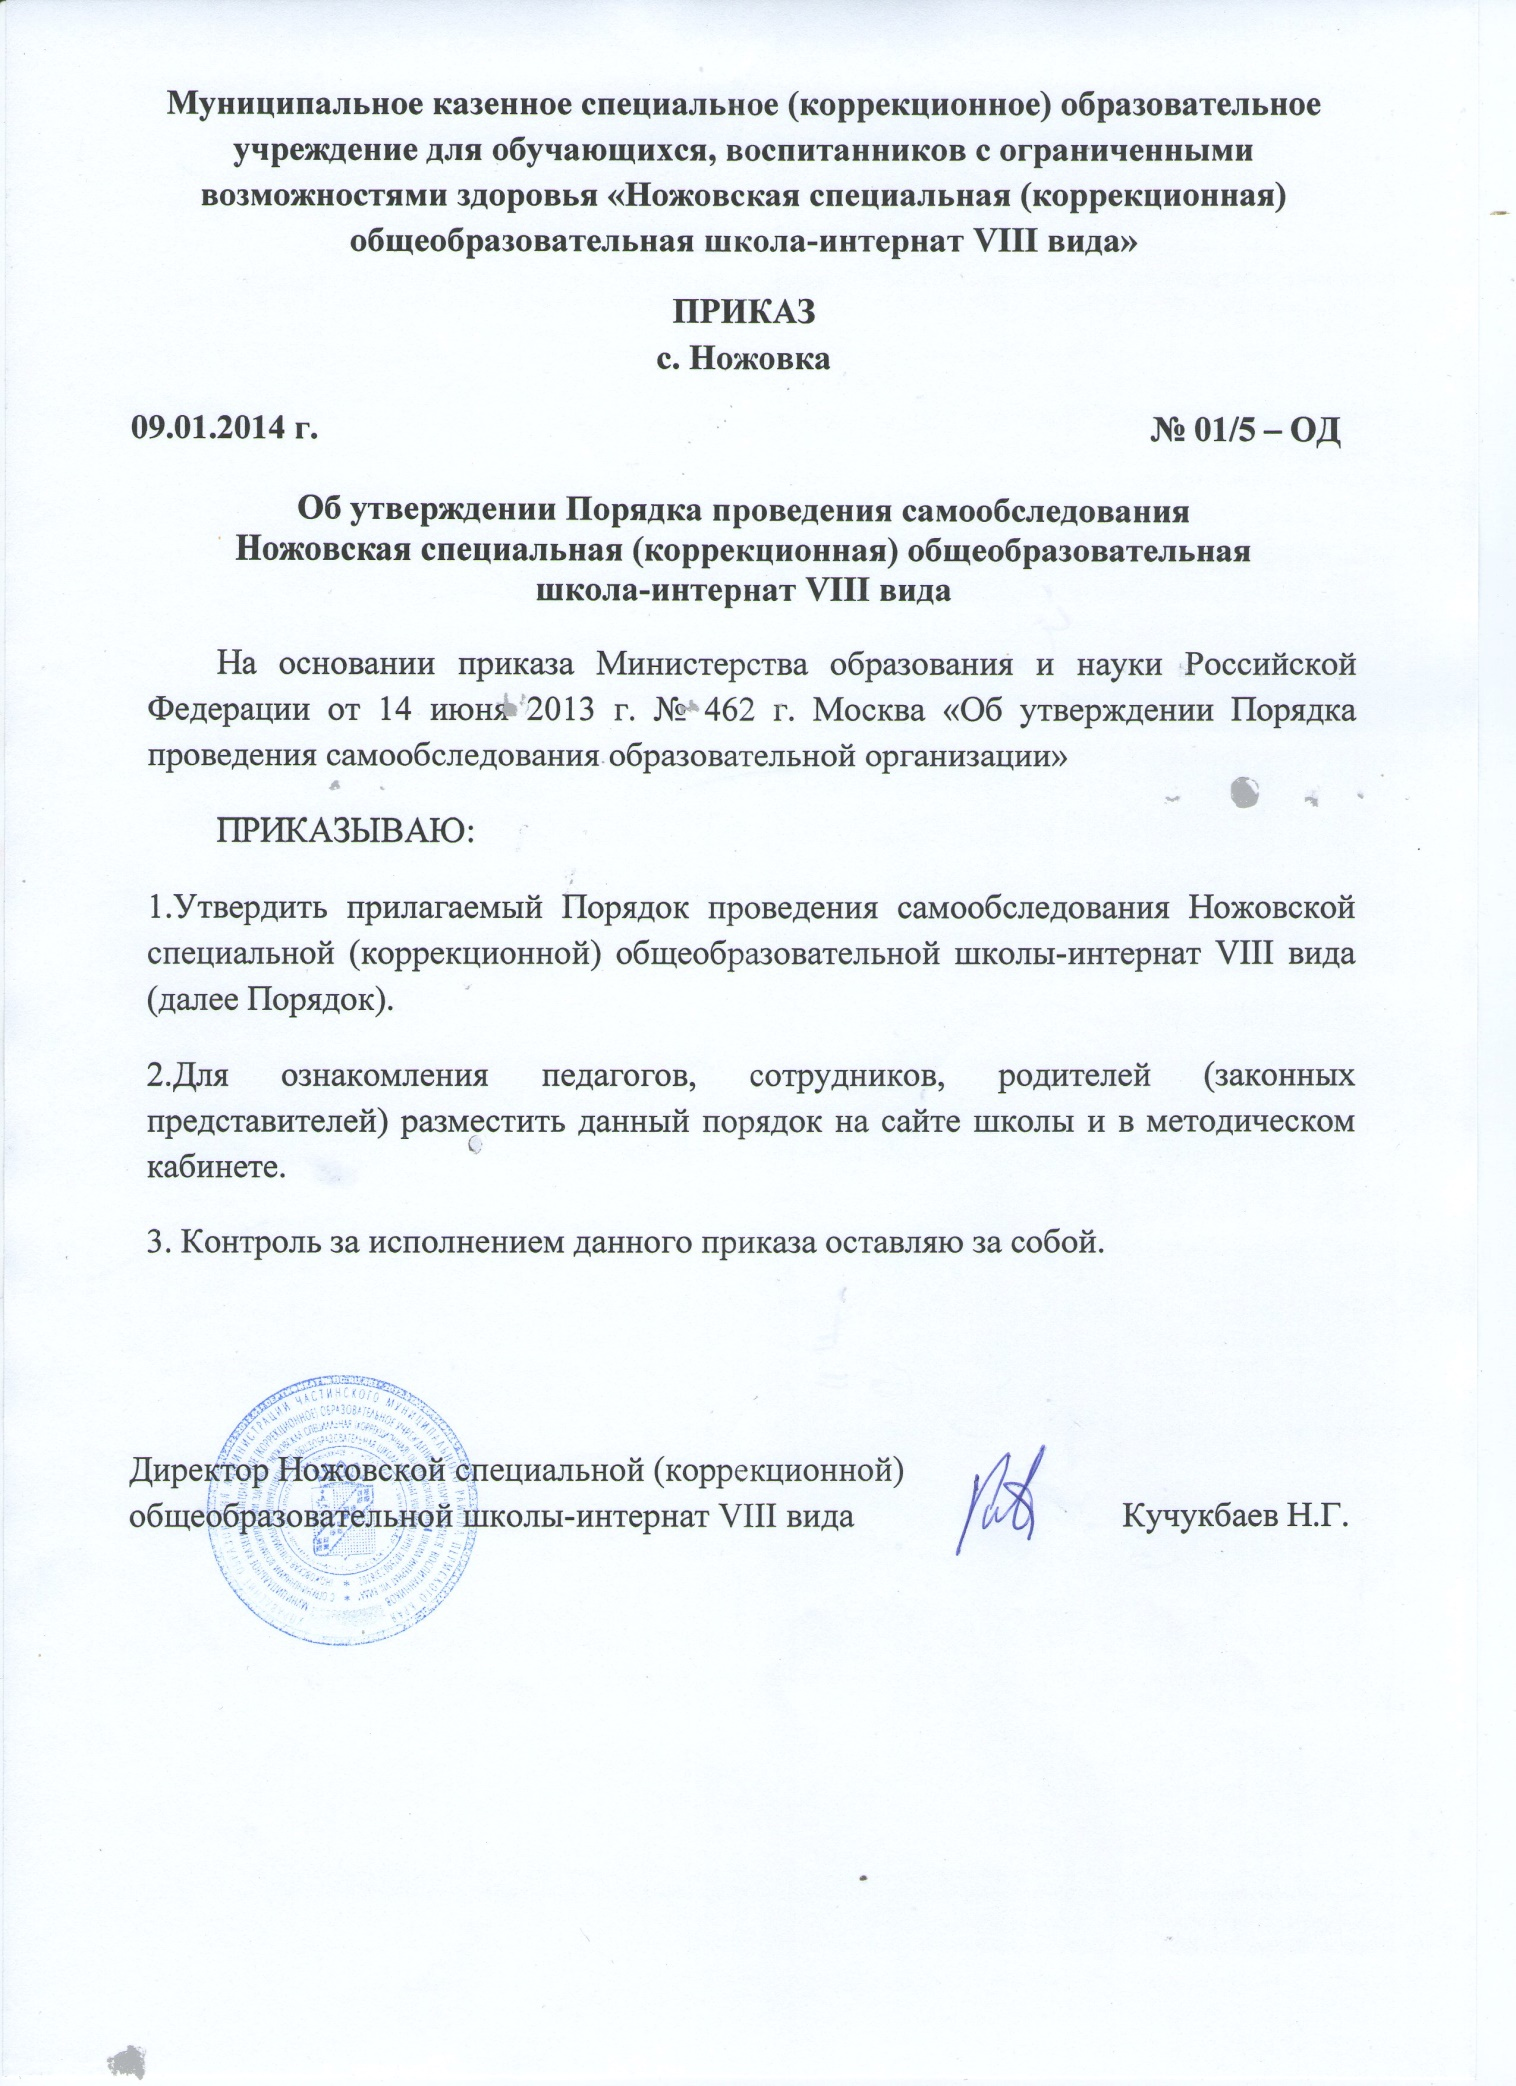 Муниципальное казенное специальное (коррекционное) образовательное
учреждение для обучающихся, воспитанников с ограниченными
возможностями здоровья «Ножовская специальная (коррекционная)
общеобразовательная школа-интернат VIII вида»
ПРИКАЗ
с. Ножовка
09.01.2014 г. № 01/5 – ОД
Об утверждении Порядка проведения самообследования
Ножовская специальная (коррекционная) общеобразовательная
школа-интернат VIII вида
На основании приказа Министерства образования и науки Российской
Федерации от 14 июня 2013 г. № 462 г. Москва «Об утверждении Порядка
проведения самообследования образовательной организации»
ПРИКАЗЫВАЮ:
1.Утвердить прилагаемый Порядок проведения самообследования Ножовской
специальной (коррекционной) общеобразовательной школы-интернат VIII вида
(далее Порядок).
2.Для ознакомления педагогов, сотрудников, родителей (законных
представителей) разместить данный порядок на сайте школы и в методическом
кабинете.
3. Контроль за исполнением данного приказа оставляю за собой.
Директор Ножовской специальной (коррекционной)
общеобразовательной школы-интернат VIII вида Кучукбаев Н.Г.
АДМИНИСТРАЦИИ ЧАСТИНСКОГО МУНИЦИПАЛЬНОГО РАЙОНА ПЕРМСКОГО КРАЯ